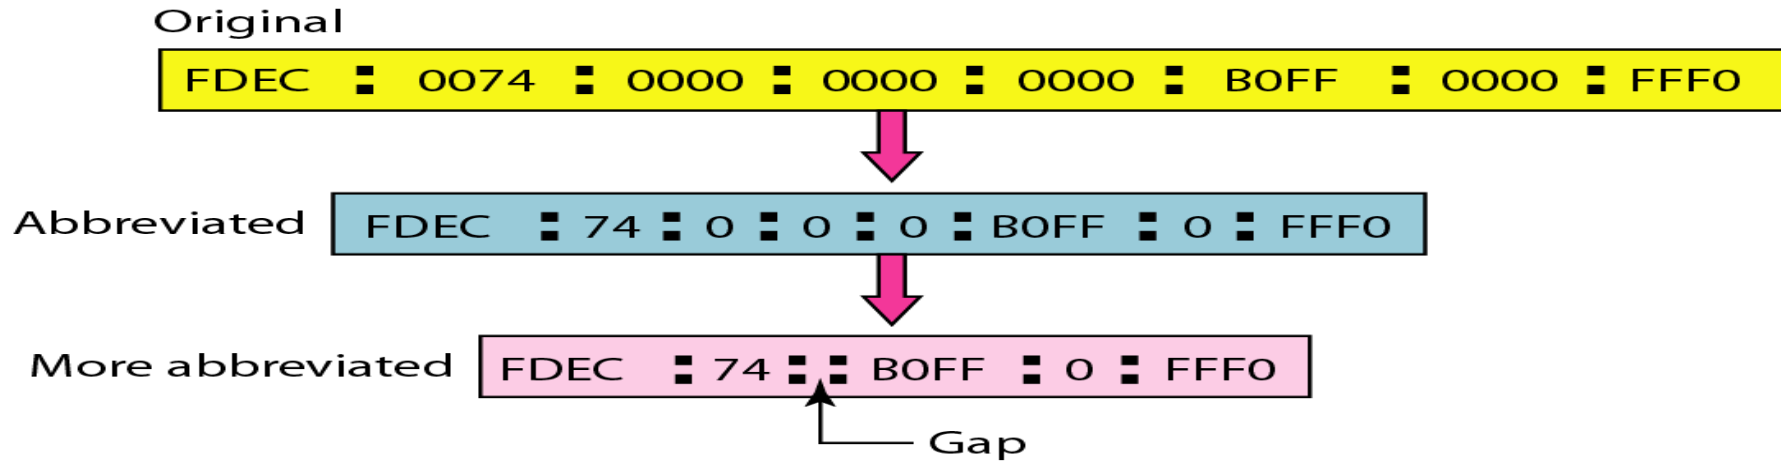 Original
FDEC : 0074 : 0000 : 0000 : 0000 : B0FF : 0000 : FFF0
Abbreviated FDEC : 74 : 0 : 0 : 0 : B0FF : 0 : FFF0
More abbreviated FDEC : 74 : : B0FF : 0 : FFF0
Gap